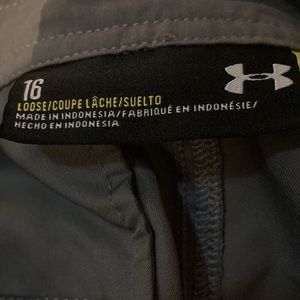 16
LOOSE/COUPE LÂCHE/SUELTO
MADE IN INDONESIA/FABRIQUÉ EN INDONÉSIE/
HECHO EN INDONESIA